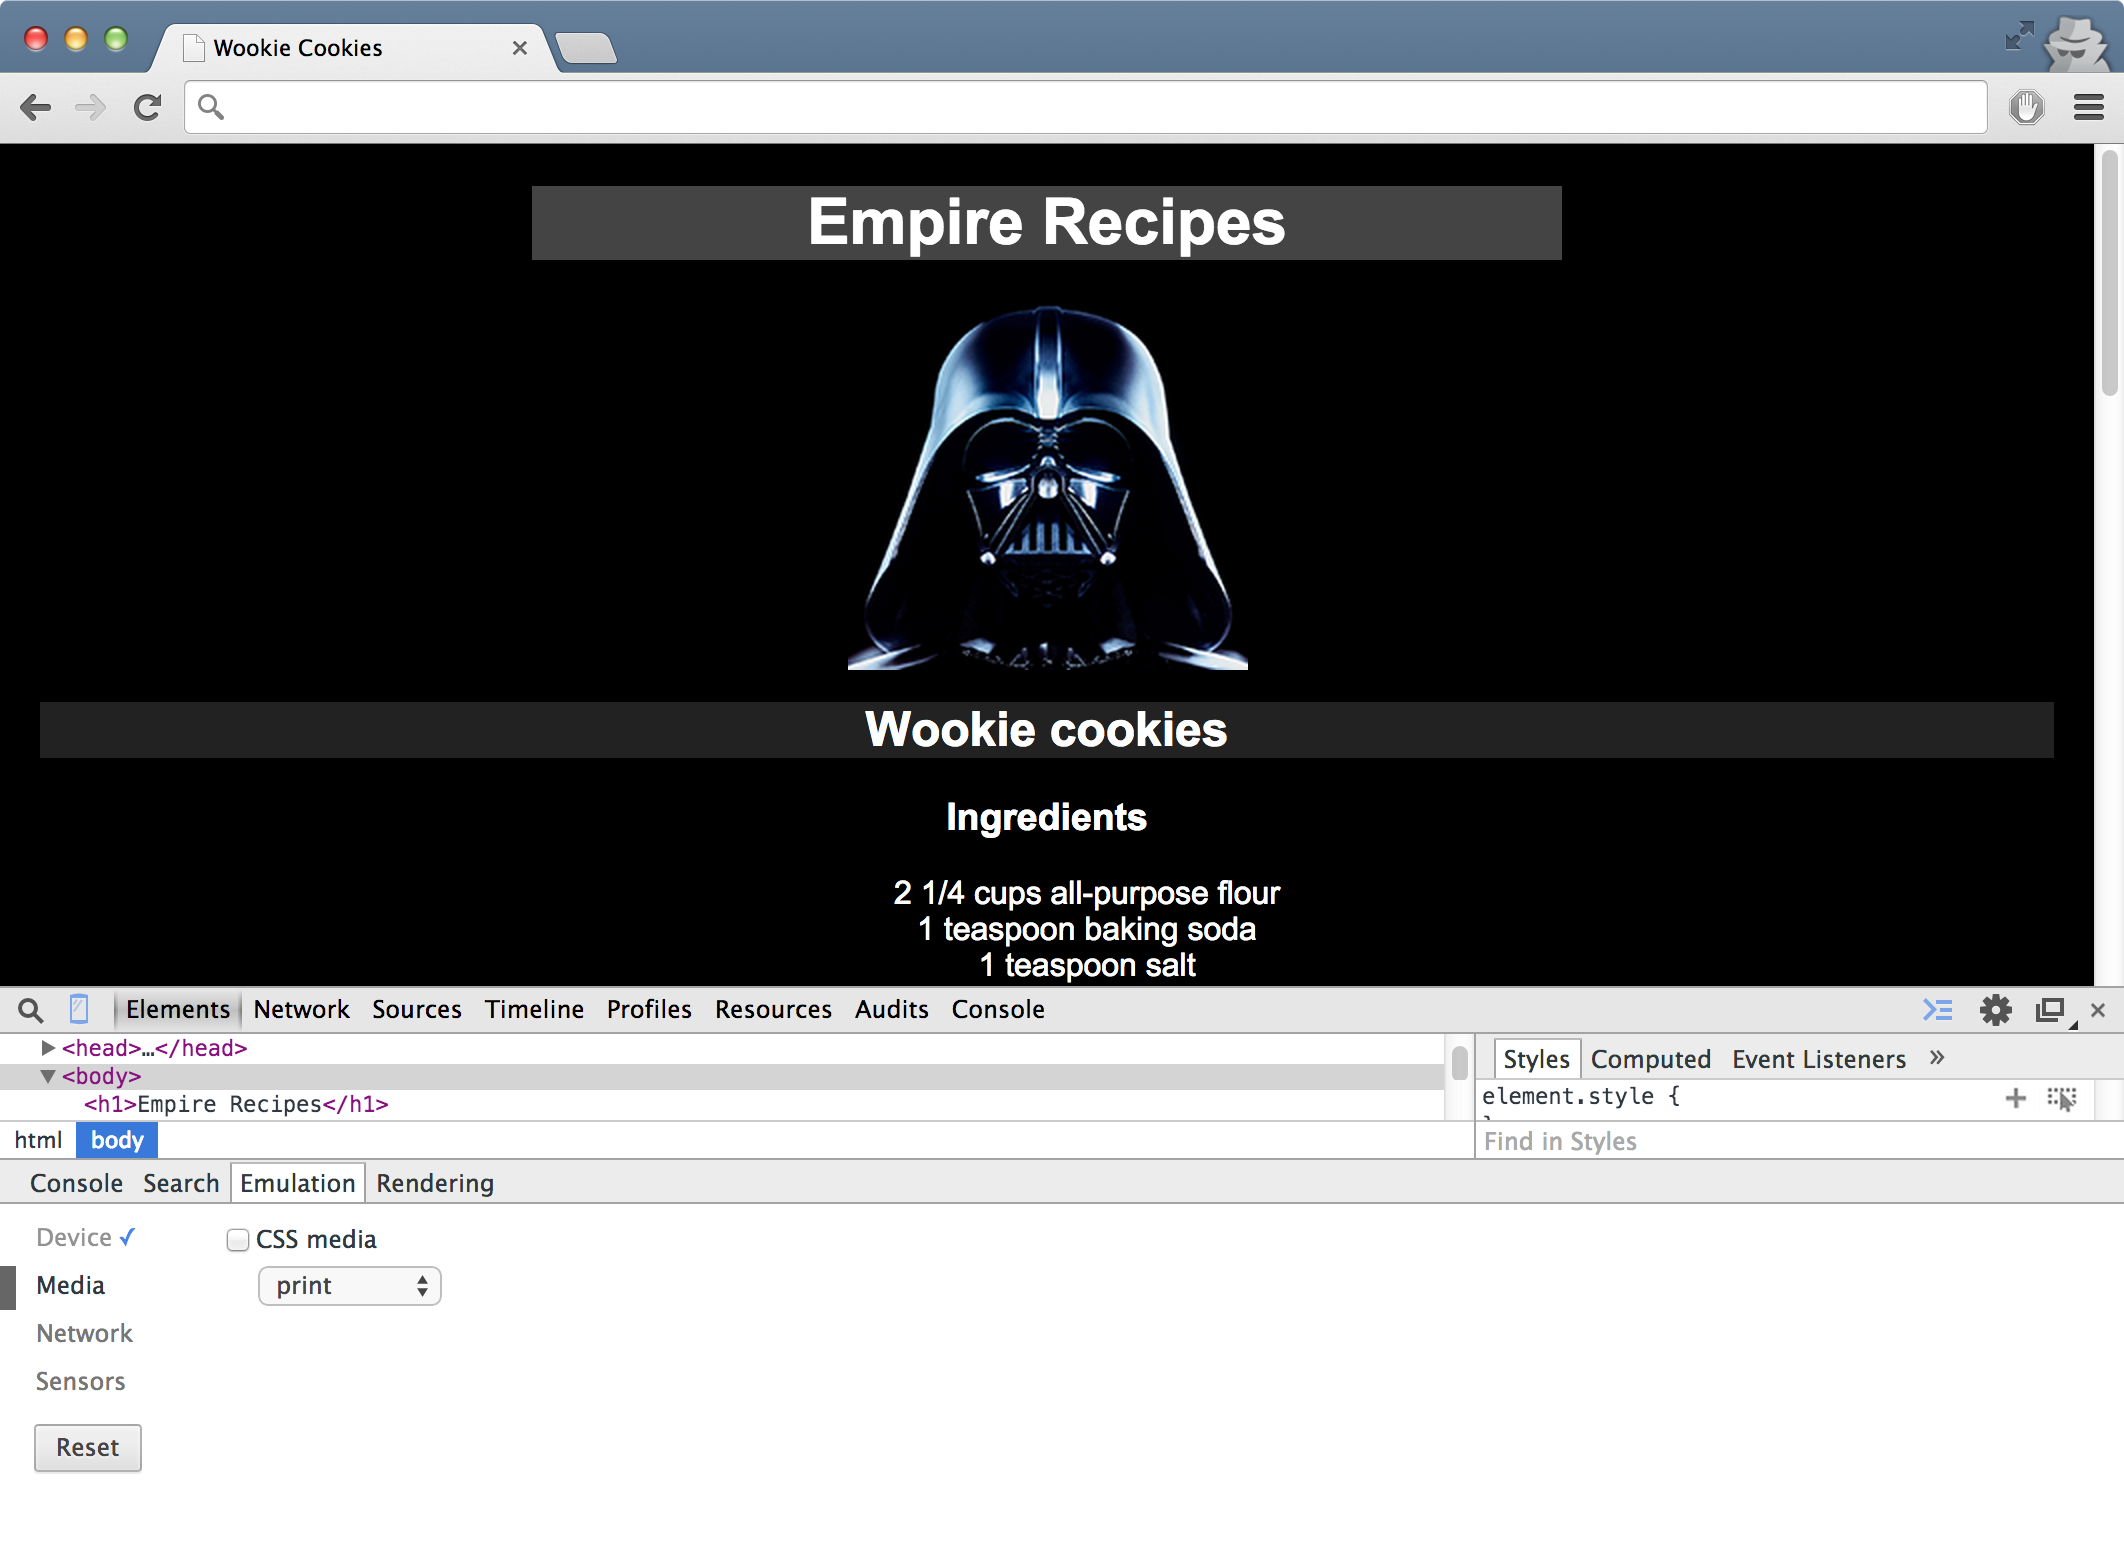 Wookie Cookies
Empire Recipes
Wookie cookies
Ingredients
2 1/4 cups all-purpose flour
1 teaspoon baking soda
1 teaspoon salt
Elements Network Sources Timeline Profiles Resources Audits Console
<head>…</head>
<body>
<h1>Empire Recipes</h1>
html body
Styles Computed Event Listeners »
element.style {
}
Find in Styles
Console Search Emulation Rendering
Device ✓
Media
Network
Sensors
Reset
CSS media
print